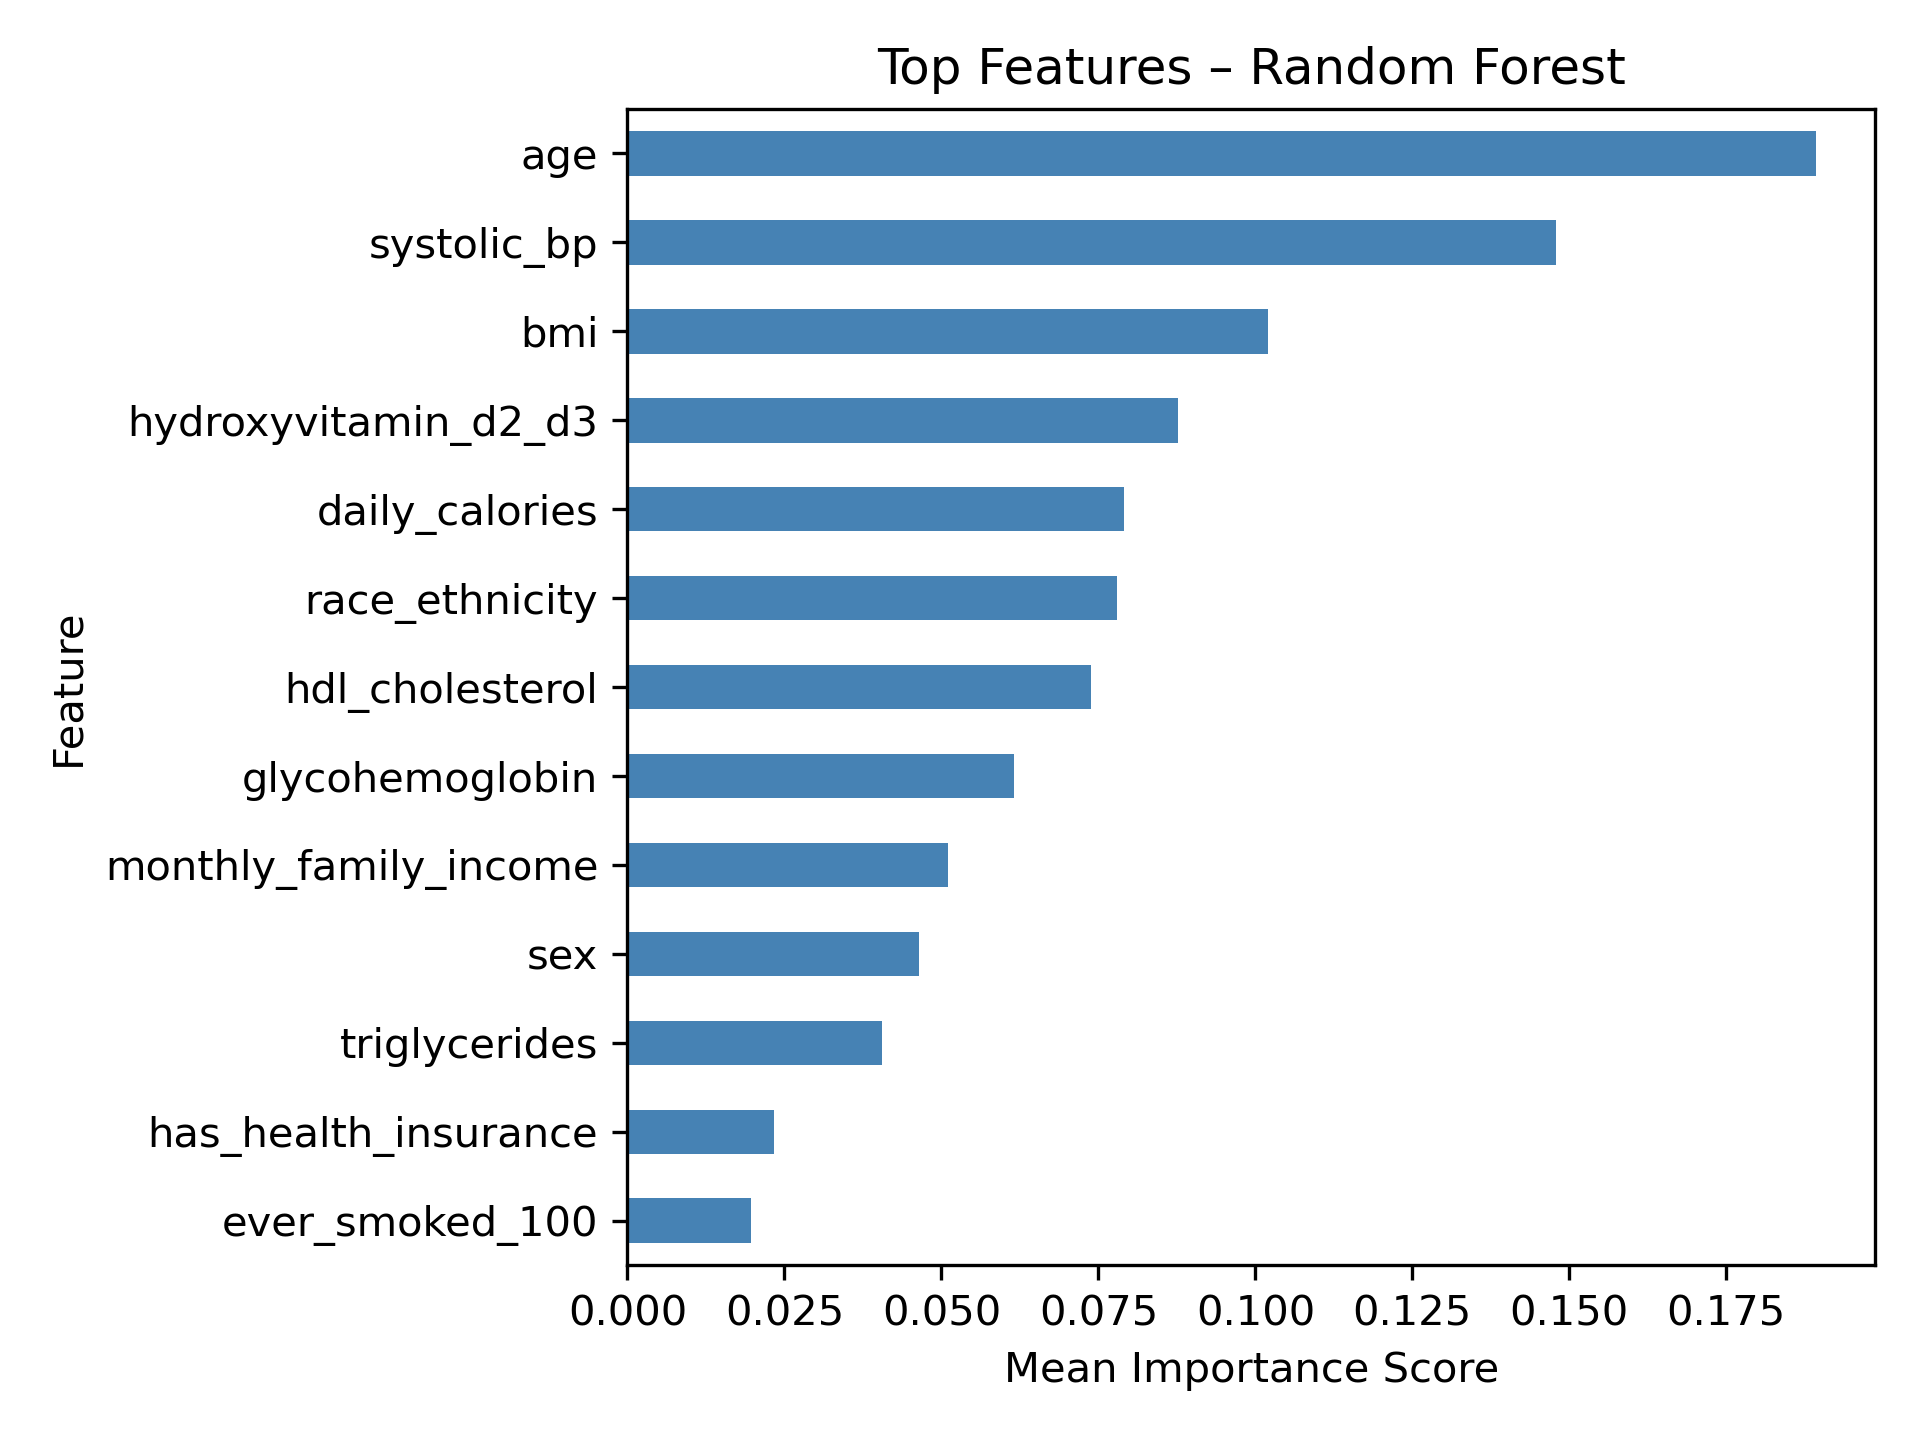 Top Features – Random Forest
age
systolic_bp
bmi
hydroxyvitamin_d2_d3
daily_calories
race_ethnicity
hdl_cholesterol
glycohemoglobin
monthly_family_income
sex
triglycerides
has_health_insurance
ever_smoked_100
Feature
0.000 0.025 0.050 0.075 0.100 0.125 0.150 0.175
Mean Importance Score